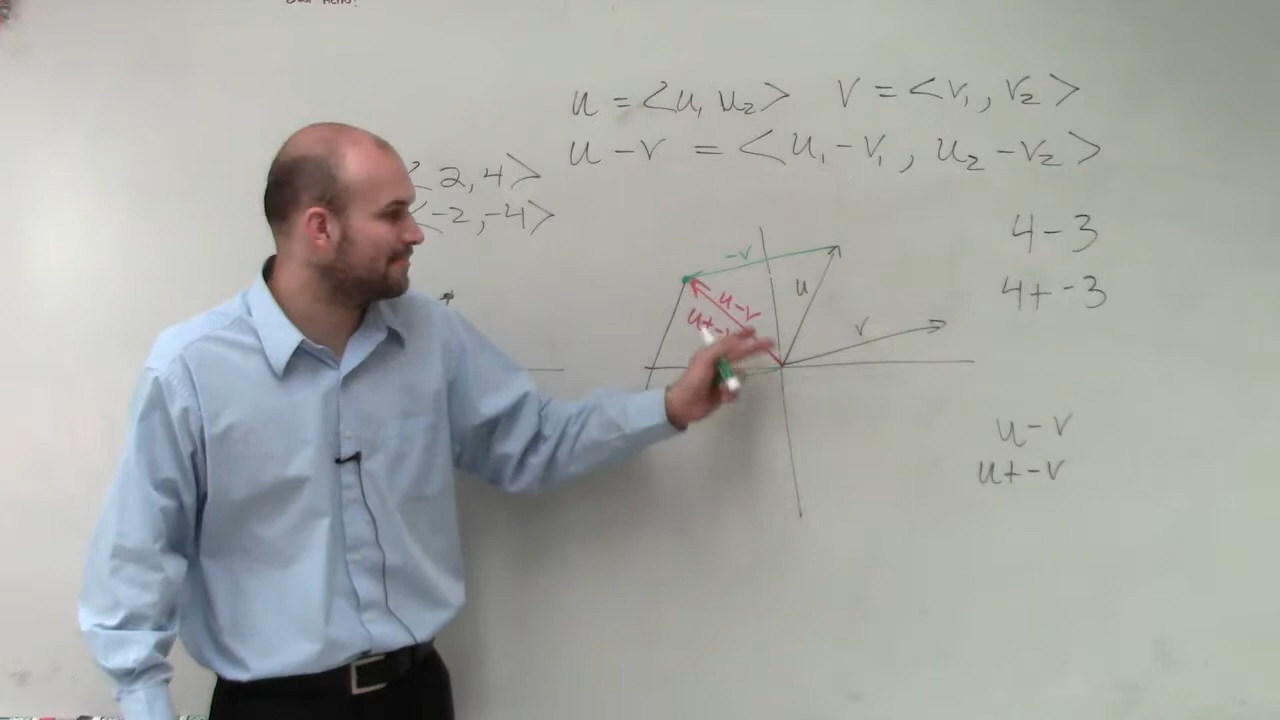 u = <u₁ u₂> v = <v₁, v₂>
u - v = <u₁ - v₁, u₂ - v₂>
< 2, 4>
<-2, -4>
4 - 3
4 + -3
-v
u
v
u - v
u + -v
u - v
u + -v